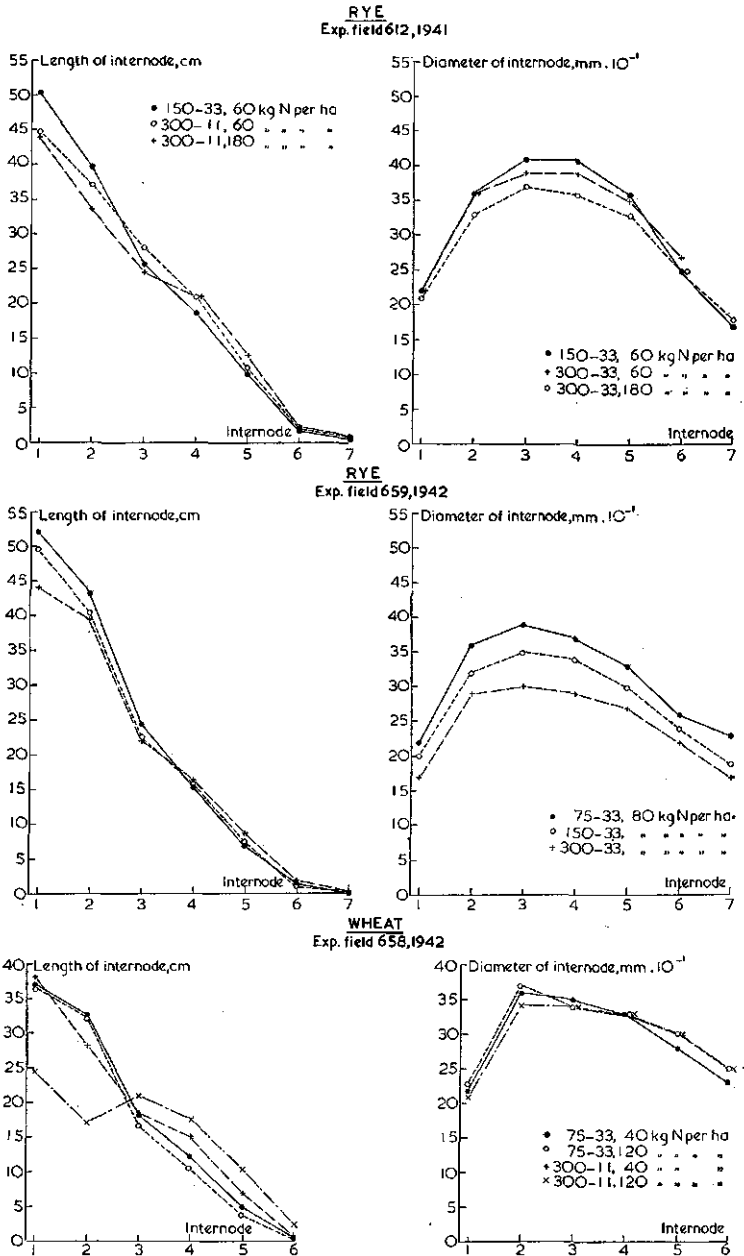 RYE
Exp. field 612, 1941
Length of internode, cm
55
50
45
40
35
30
25
20
15
10
5
0
1 2 3 4 5 6 7
Internode
• 150-33, 60 kg N per ha
○ 300-11, 60 " " " "
+ 300-11, 180 " " " "
Diameter of internode, mm . 10⁻¹
55
50
45
40
35
30
25
20
15
10
5
0
1 2 3 4 5 6 7
Internode
• 150-33, 60 kg N per ha
+ 300-33, 60 " " " "
○ 300-33, 180 " " " "
RYE
Exp. field 659, 1942
Length of internode, cm
55
50
45
40
35
30
25
20
15
10
5
0
1 2 3 4 5 6 7
Internode
Diameter of internode, mm . 10⁻¹
55
50
45
40
35
30
25
20
15
10
5
0
1 2 3 4 5 6 7
Internode
• 75-33, 80 kg N per ha
○ 150-33, " " " " "
+ 300-33, " " " " "
WHEAT
Exp. field 658, 1942
Length of internode, cm
40
35
30
25
20
15
10
5
0
1 2 3 4 5 6
Internode
Diameter of internode, mm . 10⁻¹
40
35
30
25
20
15
10
5
0
1 2 3 4 5 6
Internode
• 75-33, 40 kg N per ha
○ 75-33, 120 " " " "
+ 300-11, 40 " " " "
× 300-11, 120 " " " "